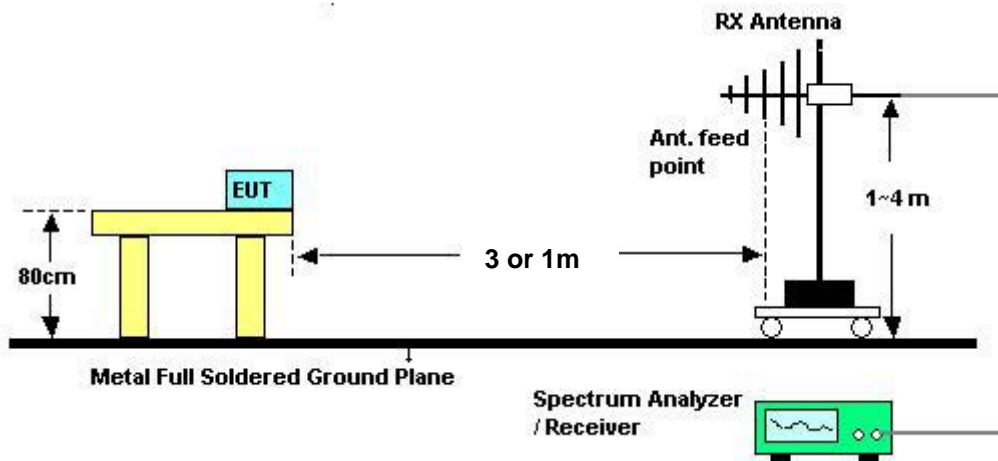 RX Antenna
Ant. feed
point
EUT
1~4 m
3 or 1m
80cm
Metal Full Soldered Ground Plane
Spectrum Analyzer
/ Receiver